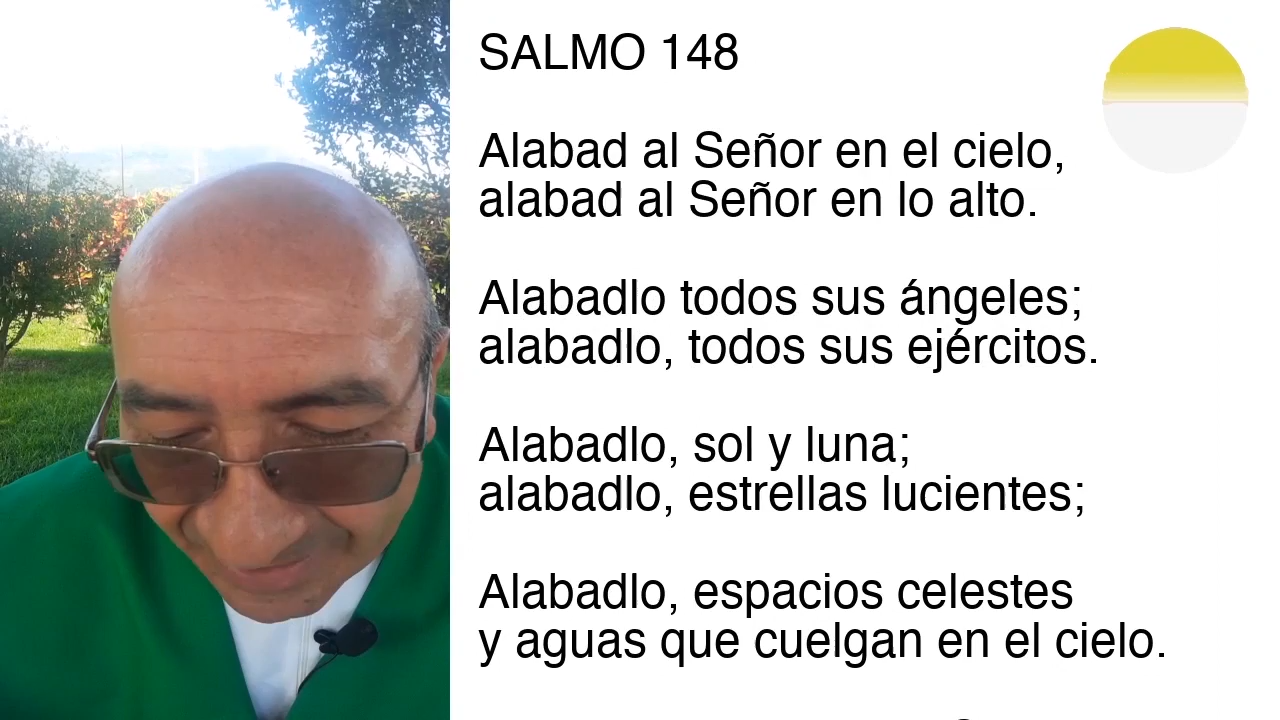 SALMO 148
Alabad al Señor en el cielo,
alabad al Señor en lo alto.
Alabadlo todos sus ángeles;
alabadlo, todos sus ejércitos.
Alabadlo, sol y luna;
alabadlo, estrellas lucientes;
Alabadlo, espacios celestes
y aguas que cuelgan en el cielo.